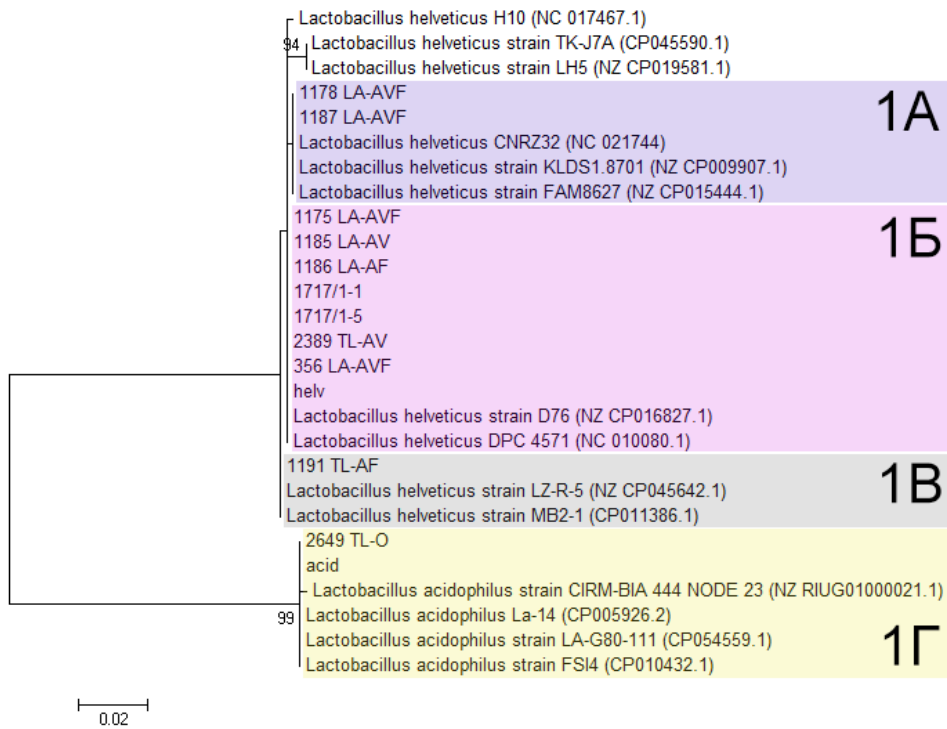 Lactobacillus helveticus H10 (NC 017467.1)
94
Lactobacillus helveticus strain TK-J7A (CP045590.1)
Lactobacillus helveticus strain LH5 (NZ CP019581.1)
1178 LA-AVF
1А
1187 LA-AVF
Lactobacillus helveticus CNRZ32 (NC 021744)
Lactobacillus helveticus strain KLDS1.8701 (NZ CP009907.1)
Lactobacillus helveticus strain FAM8627 (NZ CP015444.1)
1175 LA-AVF
1Б
1185 LA-AV
1186 LA-AF
1717/1-1
1717/1-5
2389 TL-AV
356 LA-AVF
helv
Lactobacillus helveticus strain D76 (NZ CP016827.1)
Lactobacillus helveticus DPC 4571 (NC 010080.1)
1191 TL-AF
1В
Lactobacillus helveticus strain LZ-R-5 (NZ CP045642.1)
Lactobacillus helveticus strain MB2-1 (CP011386.1)
2649 TL-O
acid
Lactobacillus acidophilus strain CIRM-BIA 444 NODE 23 (NZ RIUG01000021.1)
99
Lactobacillus acidophilus La-14 (CP005926.2)
Lactobacillus acidophilus strain LA-G80-111 (CP054559.1)
1Г
Lactobacillus acidophilus strain FSI4 (CP010432.1)
0.02